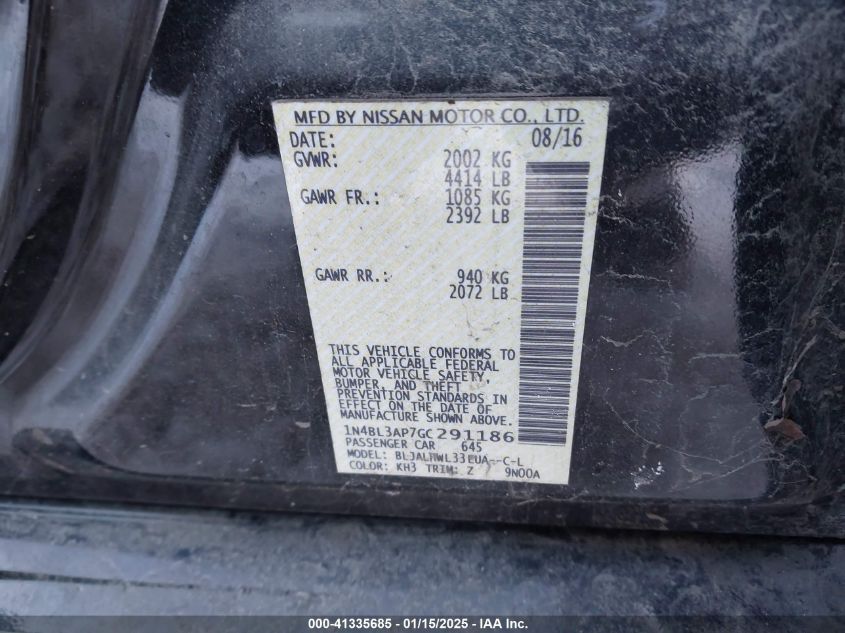 MFD BY NISSAN MOTOR CO., LTD.
DATE: 08/16
GVWR: 2002 KG
4414 LB
GAWR FR.: 1085 KG
2392 LB
GAWR RR.: 940 KG
2072 LB
THIS VEHICLE CONFORMS TO
ALL APPLICABLE FEDERAL
MOTOR VEHICLE SAFETY,
BUMPER, AND THEFT
PREVENTION STANDARDS IN
EFFECT ON THE DATE OF
MANUFACTURE SHOWN ABOVE.
1N4BL3AP7GC291186
PASSENGER CAR 645
MODEL: BLJALHWL33EUA--C-L
COLOR: KH3 TRIM: Z 9N00A
000-41335685 - 01/15/2025 - IAA Inc.